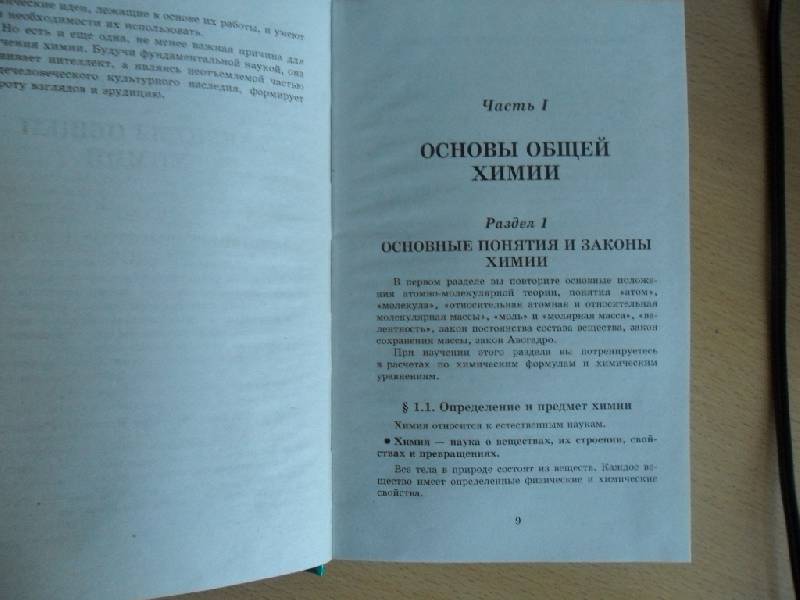 ческие идеи, лежащие в основе их работы, и умеют
необходимости их использовать.
Но есть и еще одна, не менее важная причина для
чения химии. Будучи фундаментальной наукой, она
вивает интеллект, а являясь неотъемлемой частью
дечеловеческого культурного наследия, формирует
роту взглядов и эрудицию.
Часть I
ОСНОВЫ ОБЩЕЙ
ХИМИИ
Раздел 1
ОСНОВНЫЕ ПОНЯТИЯ И ЗАКОНЫ
ХИМИИ
В первом разделе вы повторите основные положе-
ния атомно-молекулярной теории, понятия «атом»,
«молекула», «относительная атомная и относительная
молекулярная массы», «моль» и «молярная масса», «ва-
лентность», закон постоянства состава вещества, закон
сохранения массы, закон Авогадро.
При изучении этого раздела вы потренируетесь
в расчетах по химическим формулам и химическим
уравнениям.
§ 1.1. Определение и предмет химии
Химия относится к естественным наукам.
● Химия — наука о веществах, их строении, свой-
ствах и превращениях.
Все тела в природе состоят из веществ. Каждое ве-
щество имеет определенные физические и химические
свойства.
9